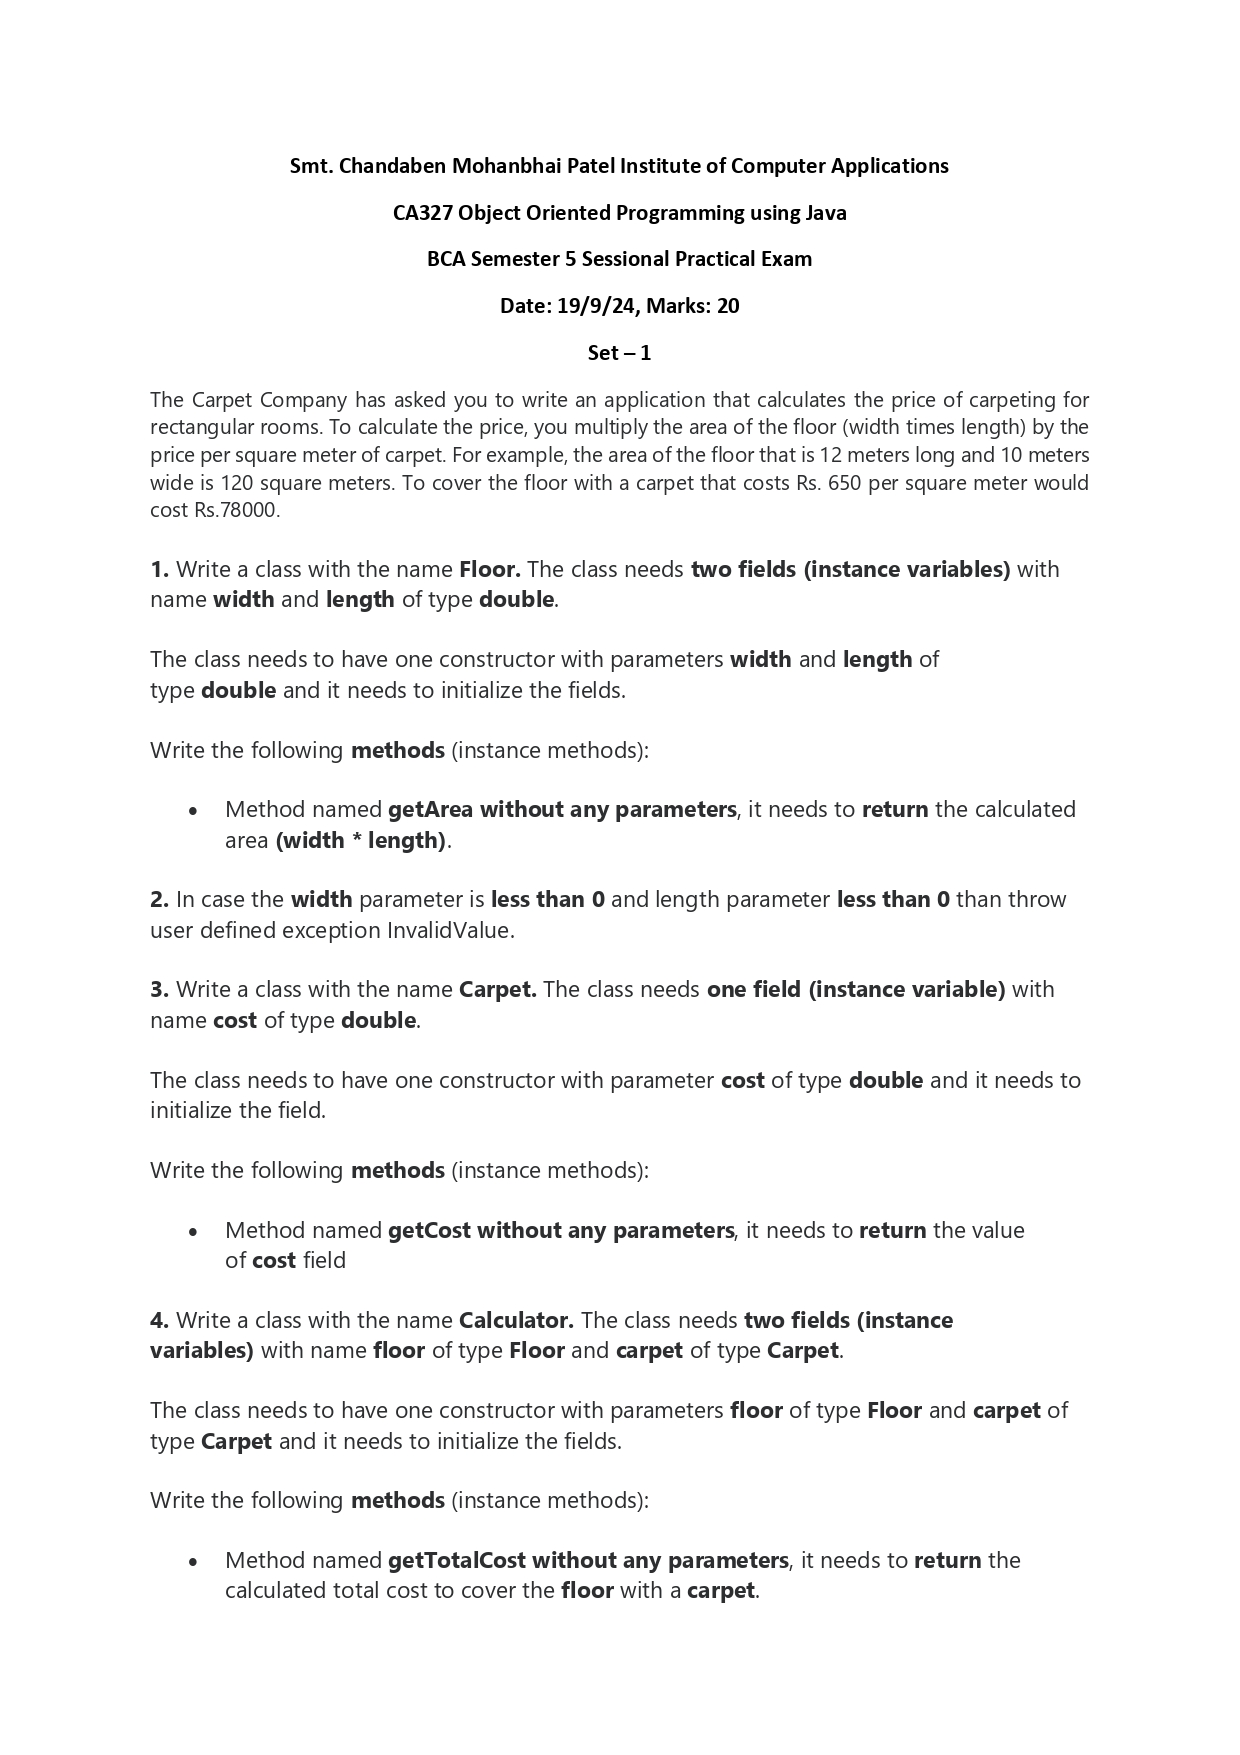 Smt. Chandaben Mohanbhai Patel Institute of Computer Applications
CA327 Object Oriented Programming using Java
BCA Semester 5 Sessional Practical Exam
Date: 19/9/24, Marks: 20
Set – 1
The Carpet Company has asked you to write an application that calculates the price of carpeting for
rectangular rooms. To calculate the price, you multiply the area of the floor (width times length) by the
price per square meter of carpet. For example, the area of the floor that is 12 meters long and 10 meters
wide is 120 square meters. To cover the floor with a carpet that costs Rs. 650 per square meter would
cost Rs.78000.
1. Write a class with the name Floor. The class needs two fields (instance variables) with
name width and length of type double.
The class needs to have one constructor with parameters width and length of
type double and it needs to initialize the fields.
Write the following methods (instance methods):
• Method named getArea without any parameters, it needs to return the calculated
area (width * length).
2. In case the width parameter is less than 0 and length parameter less than 0 than throw
user defined exception InvalidValue.
3. Write a class with the name Carpet. The class needs one field (instance variable) with
name cost of type double.
The class needs to have one constructor with parameter cost of type double and it needs to
initialize the field.
Write the following methods (instance methods):
• Method named getCost without any parameters, it needs to return the value
of cost field
4. Write a class with the name Calculator. The class needs two fields (instance
variables) with name floor of type Floor and carpet of type Carpet.
The class needs to have one constructor with parameters floor of type Floor and carpet of
type Carpet and it needs to initialize the fields.
Write the following methods (instance methods):
• Method named getTotalCost without any parameters, it needs to return the
calculated total cost to cover the floor with a carpet.